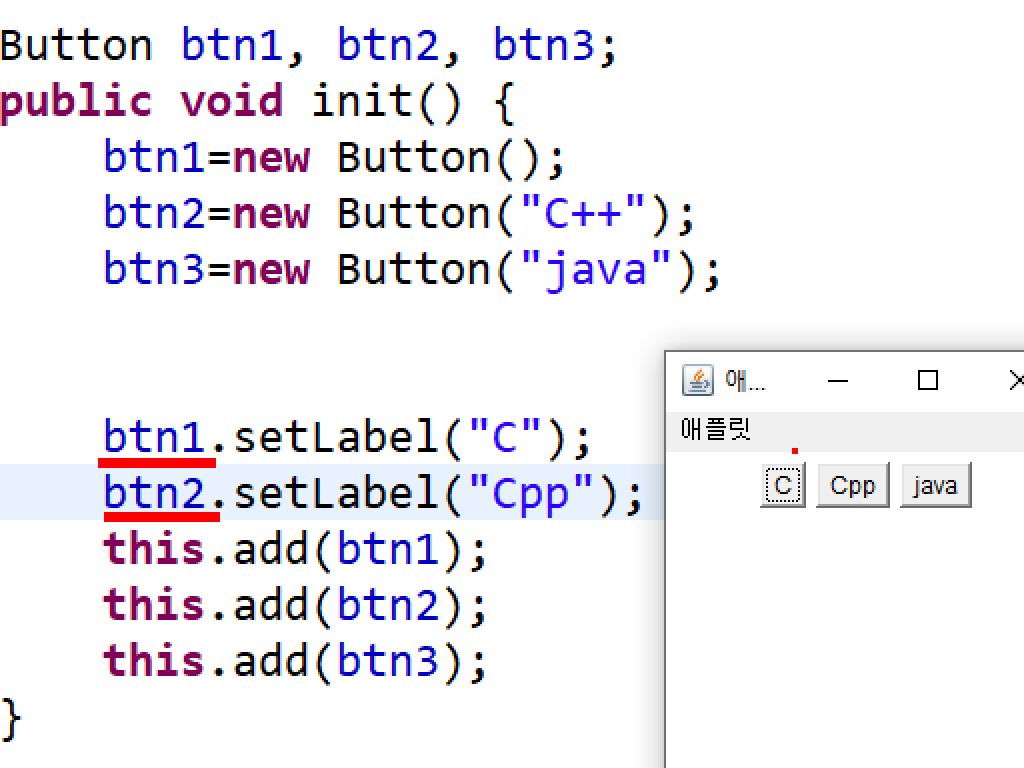 Button btn1, btn2, btn3;
public void init() {
btn1=new Button();
btn2=new Button("C++");
btn3=new Button("java");
btn1.setLabel("C");
btn2.setLabel("Cpp");
this.add(btn1);
this.add(btn2);
this.add(btn3);
}
애...
애플릿
C Cpp java